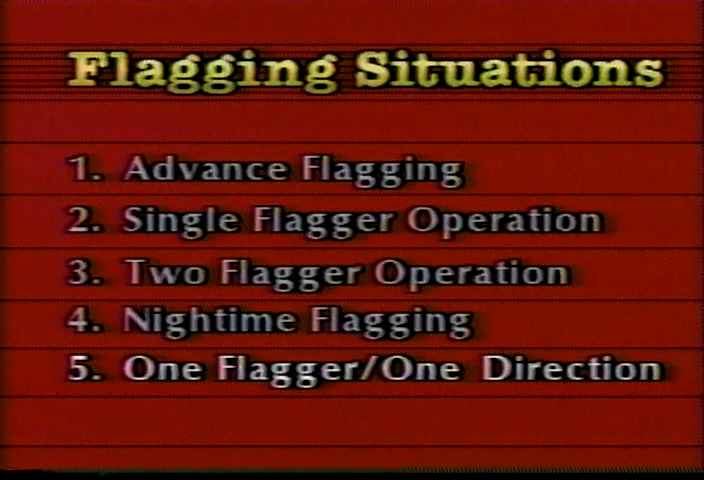 Flagging Situations
1. Advance Flagging
2. Single Flagger Operation
3. Two Flagger Operation
4. Nightime Flagging
5. One Flagger/One Direction